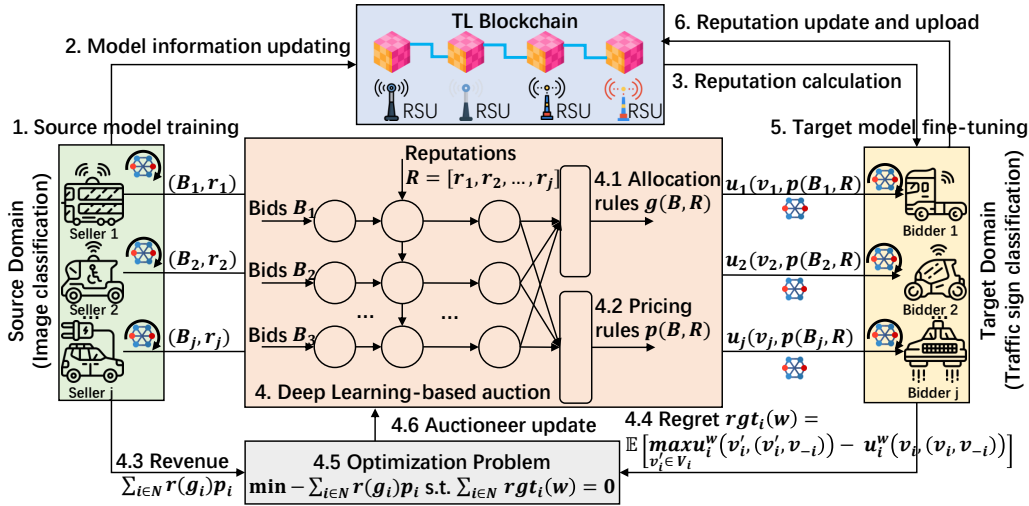 TL Blockchain
RSU RSU RSU RSU
2. Model information updating
6. Reputation update and upload
3. Reputation calculation
1. Source model training
5. Target model fine-tuning
Source Domain
(Image classification)
Seller 1
Seller 2
Seller j
(B₁, r₁)
(B₂, r₂)
(Bⱼ, rⱼ)
Reputations
R = [r₁, r₂, ..., rⱼ]
Bids B₁
Bids B₂
... ...
Bids B₃
4.1 Allocation
rules g(B, R)
4.2 Pricing
rules p(B, R)
4. Deep Learning-based auction
u₁(v₁, p(B₁, R)
u₂(v₂, p(B₂, R)
uⱼ(vⱼ, p(Bⱼ, R)
Bidder 1
Bidder 2
Bidder j
Target Domain
(Traffic sign classification)
4.3 Revenue
∑i∈N r(gᵢ)pᵢ
4.6 Auctioneer update
4.5 Optimization Problem
min − ∑i∈N r(gᵢ)pᵢ s.t. ∑i∈N rgtᵢ(w) = 0
4.4 Regret rgtᵢ(w) =
𝔼[max uᵢʷ(vᵢ′, (vᵢ′, v₋ᵢ)) − uᵢʷ(vᵢ, (vᵢ, v₋ᵢ))]
vᵢ′∈Vᵢ